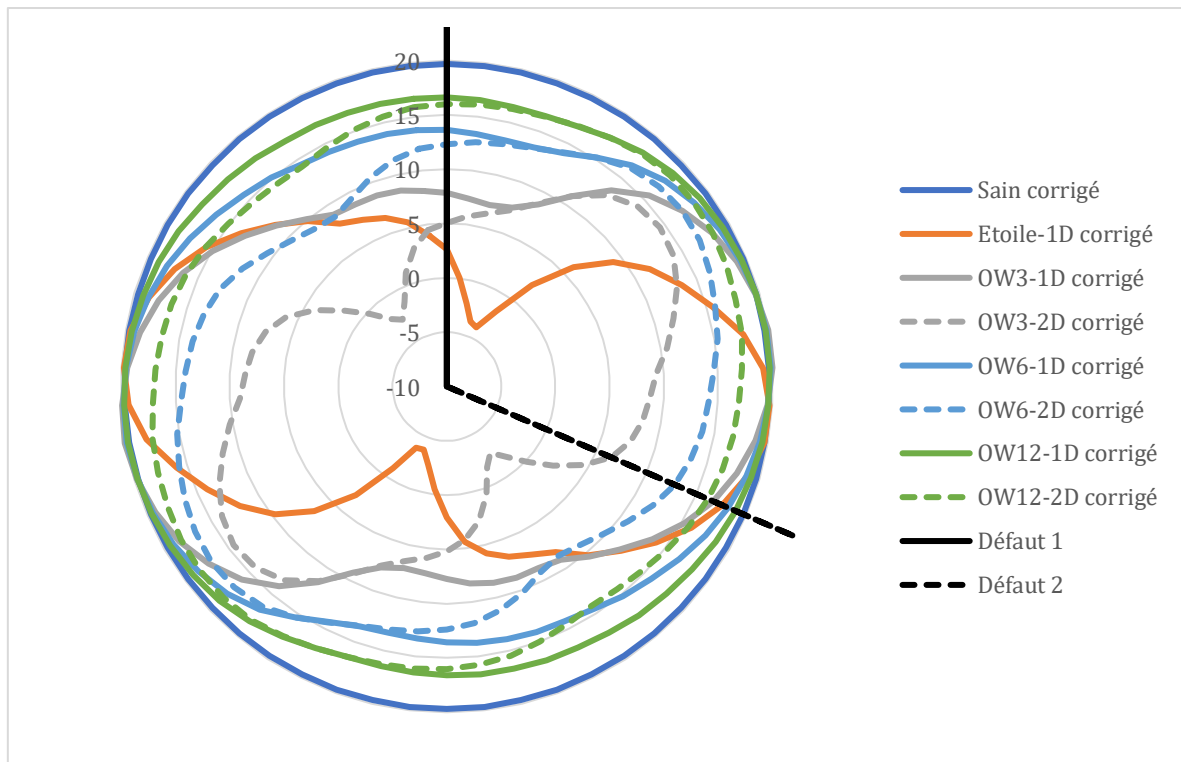 20
15
10
5
0
-5
-10
Sain corrigé
Etoile-1D corrigé
OW3-1D corrigé
OW3-2D corrigé
OW6-1D corrigé
OW6-2D corrigé
OW12-1D corrigé
OW12-2D corrigé
Défaut 1
Défaut 2